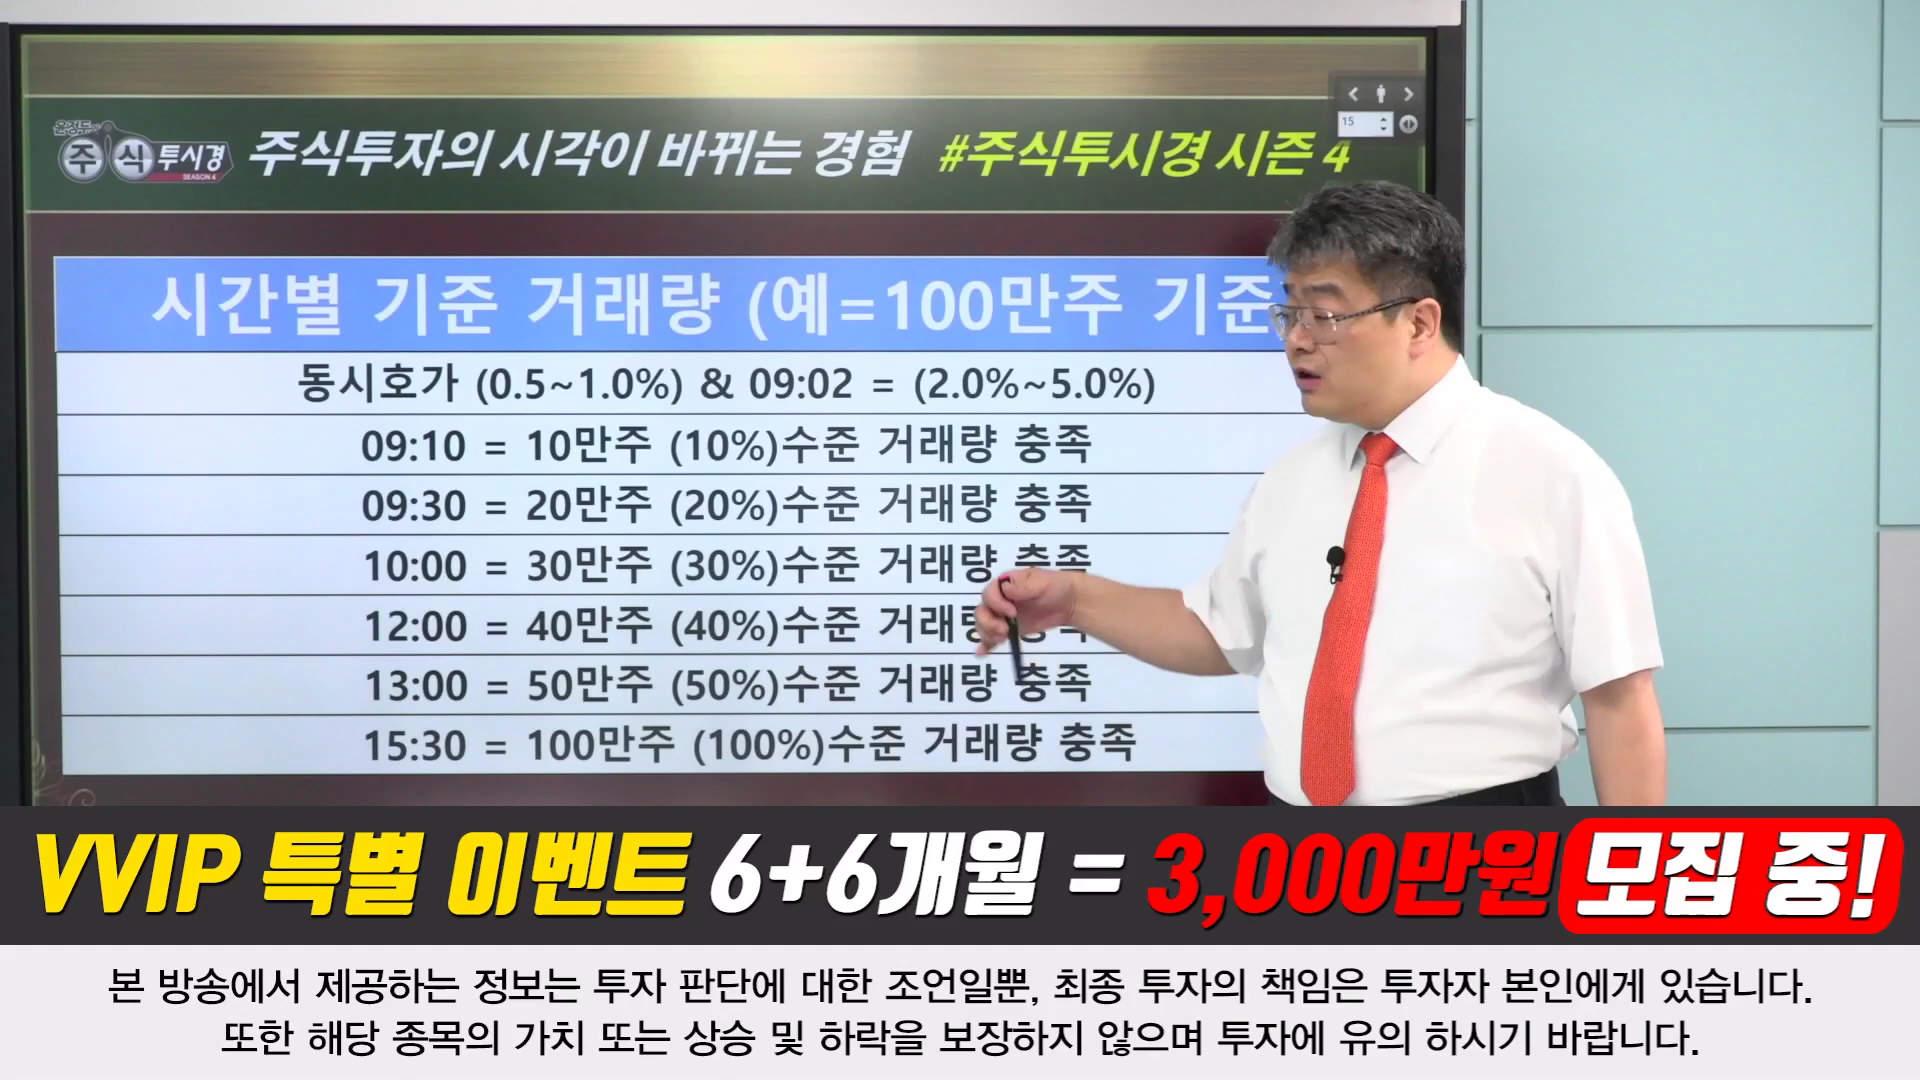 윤정두의
주식투시경
SEASON 4
주식투자의 시각이 바뀌는 경험 #주식투시경 시즌 4
15
시간별 기준 거래량 (예=100만주 기준
동시호가 (0.5~1.0%) & 09:02 = (2.0%~5.0%)
09:10 = 10만주 (10%)수준 거래량 충족
09:30 = 20만주 (20%)수준 거래량 충족
10:00 = 30만주 (30%)수준 거래량 충족
12:00 = 40만주 (40%)수준 거래량 충족
13:00 = 50만주 (50%)수준 거래량 충족
15:30 = 100만주 (100%)수준 거래량 충족
VVIP 특별 이벤트 6+6개월 = 3,000만원 모집 중!
본 방송에서 제공하는 정보는 투자 판단에 대한 조언일뿐, 최종 투자의 책임은 투자자 본인에게 있습니다.
또한 해당 종목의 가치 또는 상승 및 하락을 보장하지 않으며 투자에 유의 하시기 바랍니다.